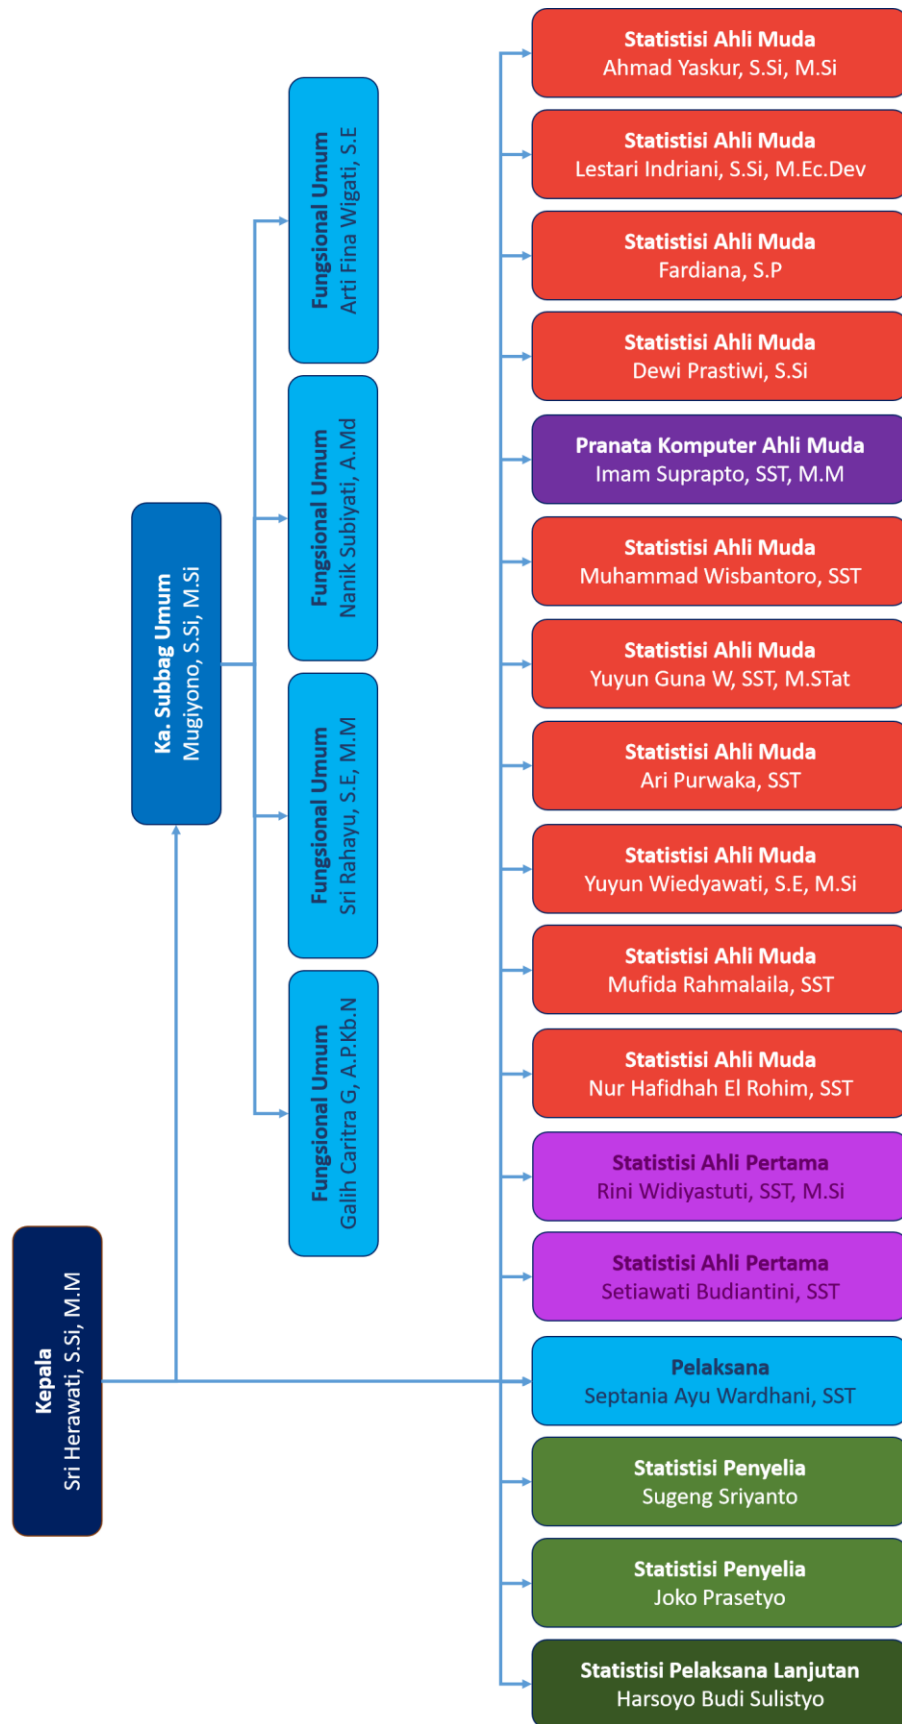 Kepala
Sri Herawati, S.Si, M.M
Ka. Subbag Umum
Mugiyono, S.Si, M.Si
Fungsional Umum
Arti Fina Wigati, S.E
Fungsional Umum
Nanik Subiyati, A.Md
Fungsional Umum
Sri Rahayu, S.E, M.M
Fungsional Umum
Galih Caritra G, A.P.Kb.N
Statistisi Ahli Muda
Ahmad Yaskur, S.Si, M.Si
Statistisi Ahli Muda
Lestari Indriani, S.Si, M.Ec.Dev
Statistisi Ahli Muda
Fardiana, S.P
Statistisi Ahli Muda
Dewi Prastiwi, S.Si
Pranata Komputer Ahli Muda
Imam Suprapto, SST, M.M
Statistisi Ahli Muda
Muhammad Wisbantoro, SST
Statistisi Ahli Muda
Yuyun Guna W, SST, M.STat
Statistisi Ahli Muda
Ari Purwaka, SST
Statistisi Ahli Muda
Yuyun Wiedyawati, S.E, M.Si
Statistisi Ahli Muda
Mufida Rahmalaila, SST
Statistisi Ahli Muda
Nur Hafidhah El Rohim, SST
Statistisi Ahli Pertama
Rini Widiyastuti, SST, M.Si
Statistisi Ahli Pertama
Setiawati Budiantini, SST
Pelaksana
Septania Ayu Wardhani, SST
Statistisi Penyelia
Sugeng Sriyanto
Statistisi Penyelia
Joko Prasetyo
Statistisi Pelaksana Lanjutan
Harsoyo Budi Sulistyo